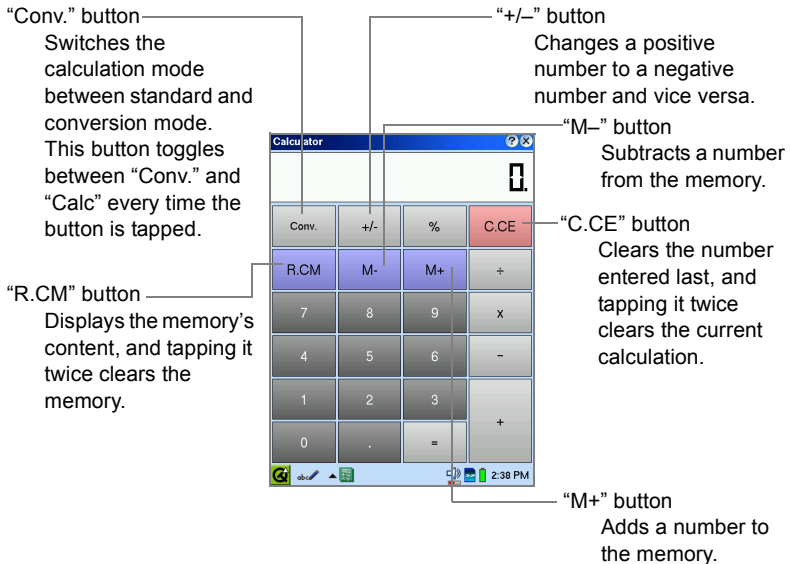 “Conv.” button
Switches the
calculation mode
between standard and
conversion mode.
This button toggles
between “Conv.” and
“Calc” every time the
button is tapped.
“R.CM” button
Displays the memory’s
content, and tapping it
twice clears the
memory.
“+/–” button
Changes a positive
number to a negative
number and vice versa.
“M–” button
Subtracts a number
from the memory.
“C.CE” button
Clears the number
entered last, and
tapping it twice
clears the current
calculation.
“M+” button
Adds a number to
the memory.
Calculator ? X
0.
Conv. +/- % C.CE
R.CM M- M+ ÷
7 8 9 x
4 5 6 -
1 2 3 +
0 . =
abc 2:38 PM